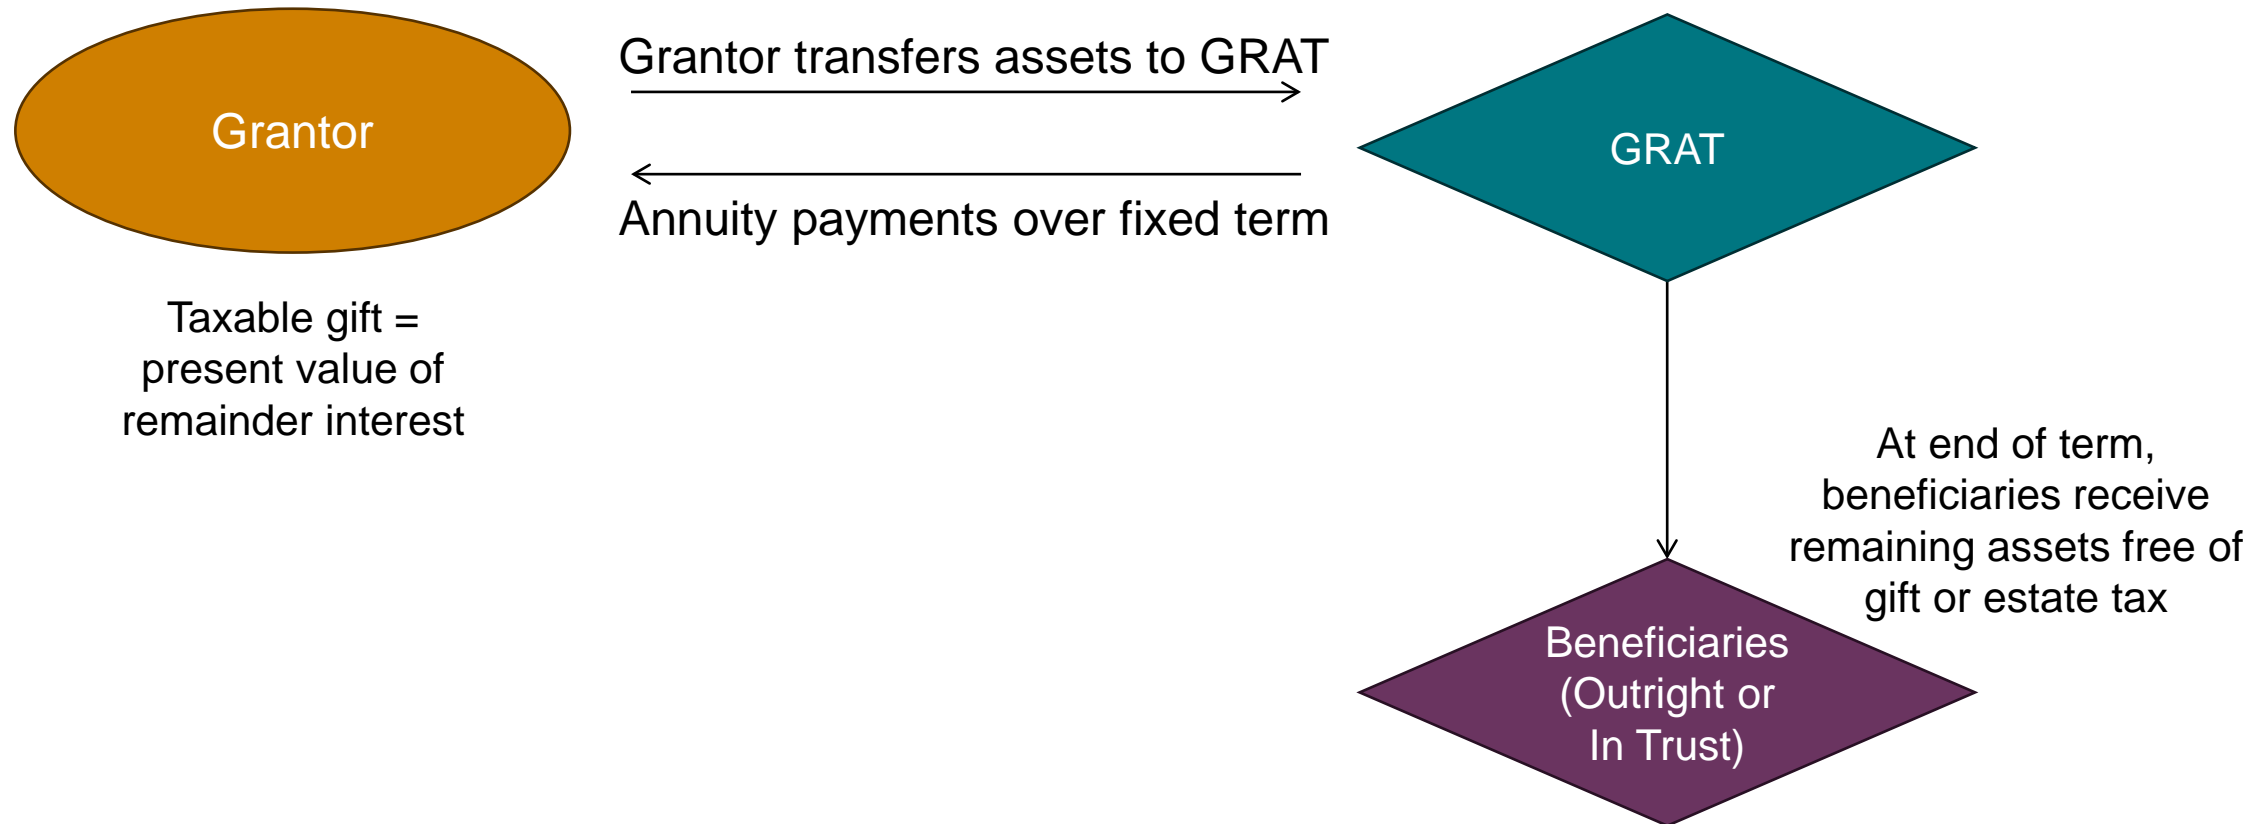 Grantor transfers assets to GRAT
Grantor
GRAT
Annuity payments over fixed term
Taxable gift =
present value of
remainder interest
At end of term,
beneficiaries receive
remaining assets free of
gift or estate tax
Beneficiaries
(Outright or
In Trust)